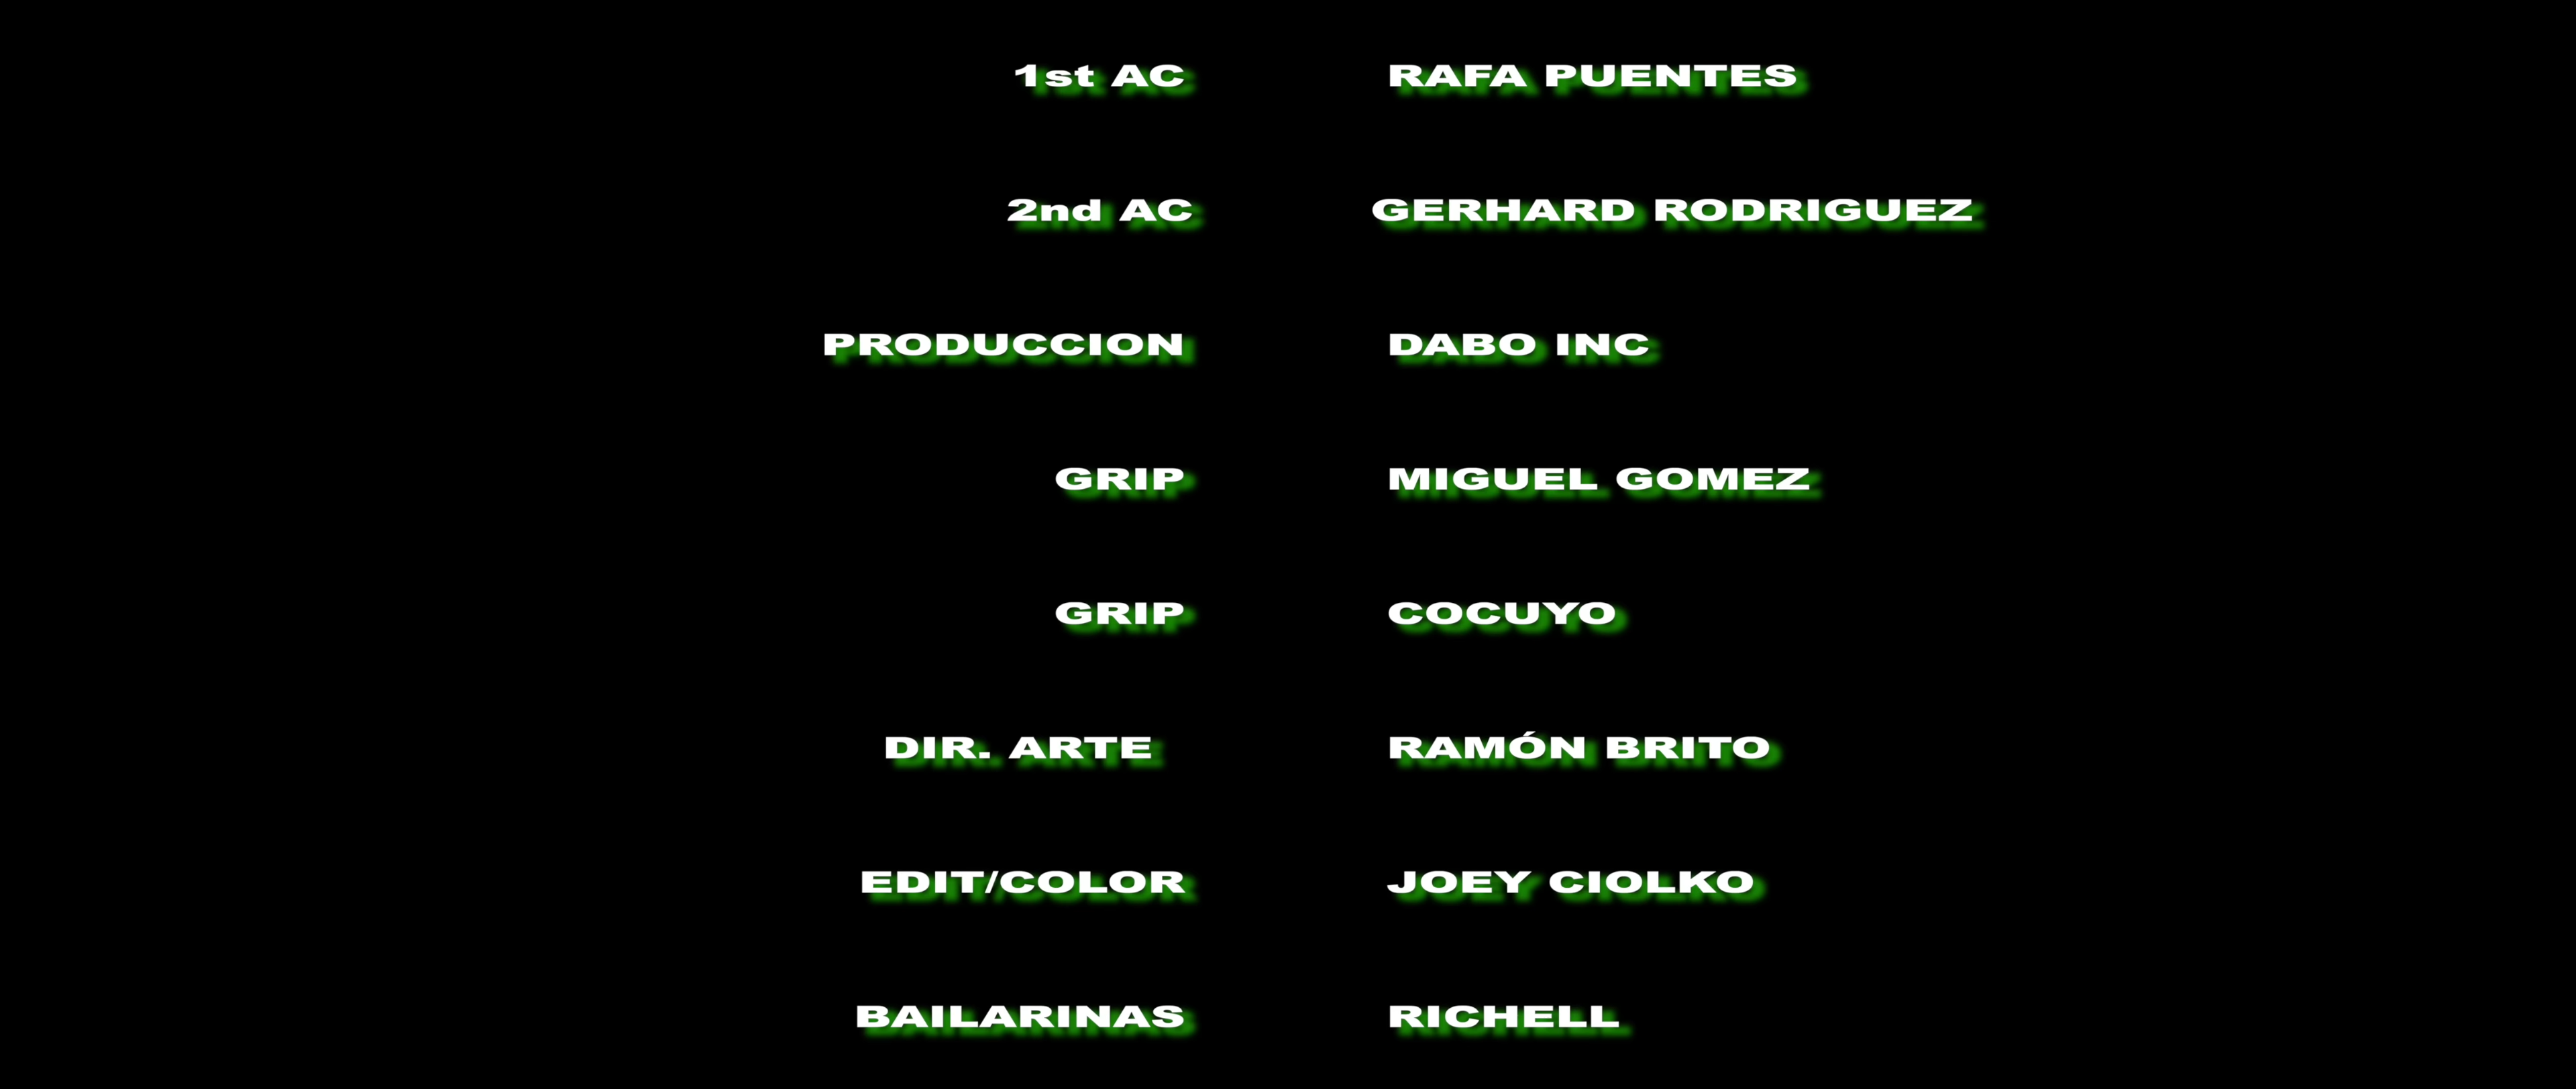 1st AC RAFA PUENTES
2nd AC GERHARD RODRIGUEZ
PRODUCCION DABO INC
GRIP MIGUEL GOMEZ
GRIP COCUYO
DIR. ARTE RAMÓN BRITO
EDIT/COLOR JOEY CIOLKO
BAILARINAS RICHELL